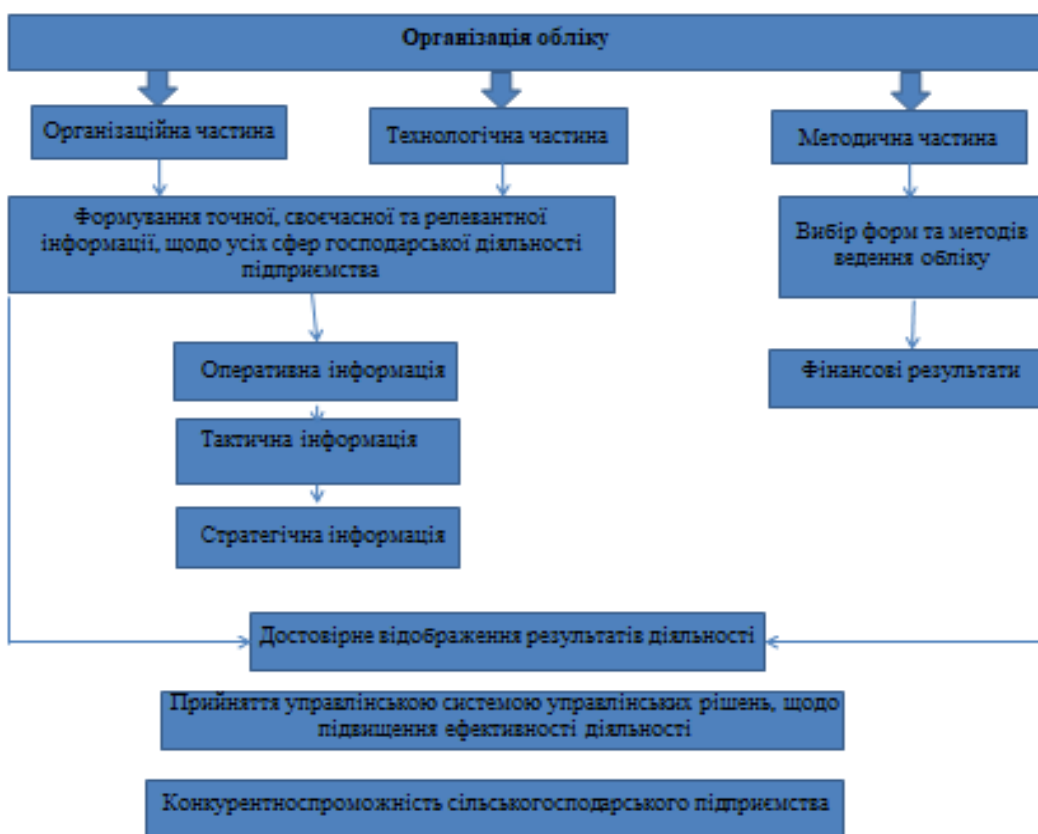 Організація обліку
Організаційна частина
Технологічна частина
Методична частина
Формування точної, своєчасної та релевантної
інформації, щодо усіх сфер господарської діяльності
підприємства
Вибір форм та методів
ведення обліку
Оперативна інформація
Фінансові результати
Тактична інформація
Стратегічна інформація
Достовірне відображення результатів діяльності
Прийняття управлінською системою управлінських рішень, щодо
підвищення ефективності діяльності
Конкурентноспроможність сільськогосподарського підприємства